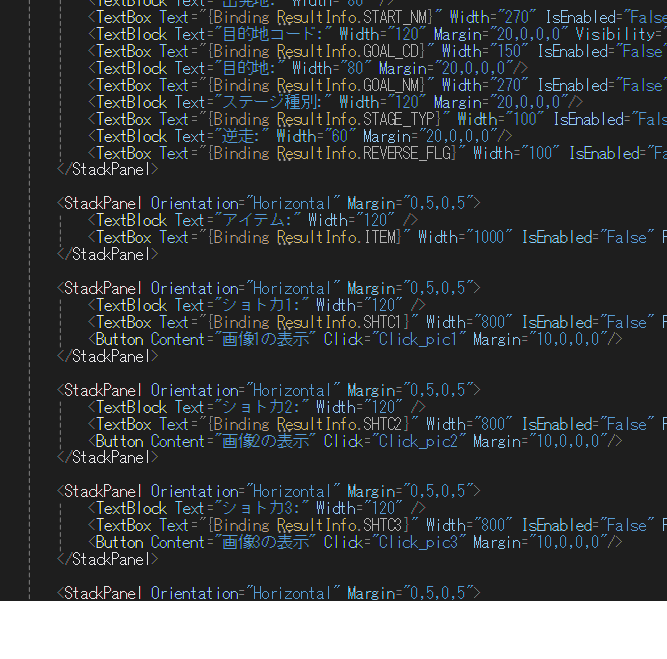 <TextBlock Text="出発地:" Width="80" />
<TextBox Text="{Binding ResultInfo.START_NM}" Width="270" IsEnabled="False
<TextBlock Text="目的地コード:" Width="120" Margin="20,0,0,0" Visibility=
<TextBox Text="{Binding ResultInfo.GOAL_CD}" Width="150" IsEnabled="False"
<TextBlock Text="目的地:" Width="80" Margin="20,0,0,0"/>
<TextBox Text="{Binding ResultInfo.GOAL_NM}" Width="270" IsEnabled="False"
<TextBlock Text="ステージ種別:" Width="120" Margin="20,0,0,0"/>
<TextBox Text="{Binding ResultInfo.STAGE_TYP}" Width="100" IsEnabled="Fals
<TextBlock Text="逆走:" Width="60" Margin="20,0,0,0"/>
<TextBox Text="{Binding ResultInfo.REVERSE_FLG}" Width="100" IsEnabled="Fa
</StackPanel>
<StackPanel Orientation="Horizontal" Margin="0,5,0,5">
<TextBlock Text="アイテム:" Width="120" />
<TextBox Text="{Binding ResultInfo.ITEM}" Width="1000" IsEnabled="False" F
</StackPanel>
<StackPanel Orientation="Horizontal" Margin="0,5,0,5">
<TextBlock Text="ショトカ1:" Width="120" />
<TextBox Text="{Binding ResultInfo.SHTC1}" Width="800" IsEnabled="False" F
<Button Content="画像1の表示" Click="Click_pic1" Margin="10,0,0,0"/>
</StackPanel>
<StackPanel Orientation="Horizontal" Margin="0,5,0,5">
<TextBlock Text="ショトカ2:" Width="120" />
<TextBox Text="{Binding ResultInfo.SHTC2}" Width="800" IsEnabled="False" F
<Button Content="画像2の表示" Click="Click_pic2" Margin="10,0,0,0"/>
</StackPanel>
<StackPanel Orientation="Horizontal" Margin="0,5,0,5">
<TextBlock Text="ショトカ3:" Width="120" />
<TextBox Text="{Binding ResultInfo.SHTC3}" Width="800" IsEnabled="False" F
<Button Content="画像3の表示" Click="Click_pic3" Margin="10,0,0,0"/>
</StackPanel>
<StackPanel Orientation="Horizontal" Margin="0,5,0,5">